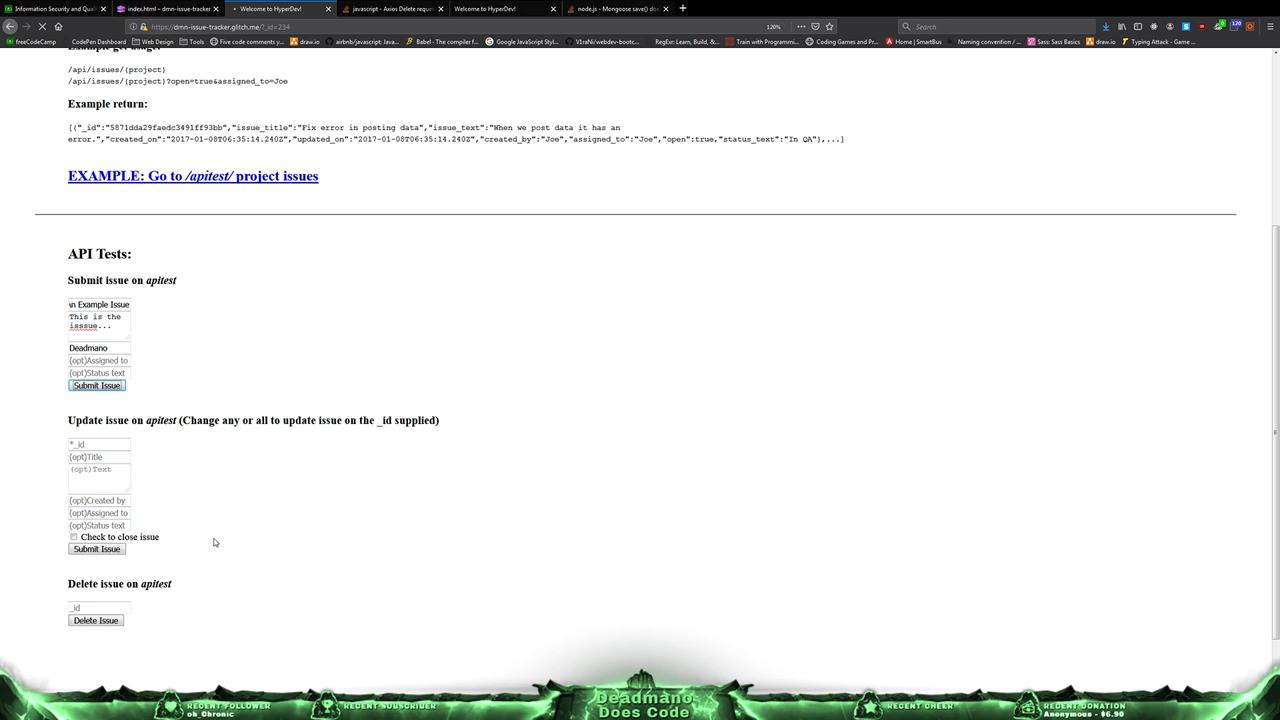 Information Security and Quali
index.html – dmn-issue-tracker
Welcome to HyperDev!
javascript - Axios Delete reque
Welcome to HyperDev!
node.js - Mongoose save() doc
https://dmn-issue-tracker.glitch.me/?_id=234
120%
Search
120
freeCodeCamp
CodePen Dashboard
Web Design
Tools
Five code comments y...
draw.io
airbnb/javascript: Java...
Babel - The compiler f...
Google JavaScript Styl...
V1raNi/webdev-bootc...
RegExr: Learn, Build, &...
Train with Programmi...
Coding Games and Pr...
Home | SmartBus
Naming convention / ...
Sass: Sass Basics
draw.io
Typing Attack - Game ...
/api/issues/{project}
/api/issues/{project}?open=true&assigned_to=Joe
Example return:
[{"_id":"5871dda29faedc3491ff93bb","issue_title":"Fix error in posting data","issue_text":"When we post data it has an
error.","created_on":"2017-01-08T06:35:14.240Z","updated_on":"2017-01-08T06:35:14.240Z","created_by":"Joe","assigned_to":"Joe","open":true,"status_text":"In QA"},...]
EXAMPLE: Go to /apitest/ project issues
API Tests:
Submit issue on apitest
An Example Issue
This is the
isssue...
Deadmano
(opt)Assigned to
(opt)Status text
Submit Issue
Update issue on apitest (Change any or all to update issue on the _id supplied)
*_id
(opt)Title
(opt)Text
(opt)Created by
(opt)Assigned to
(opt)Status text
Check to close issue
Submit Issue
Delete issue on apitest
_id
Delete Issue
Deadmano
Does Code
RECENT FOLLOWER
oh_Chronic
RECENT SUBSCRIBER
RECENT CHEER
RECENT DONATION
Anonymous - $6.90